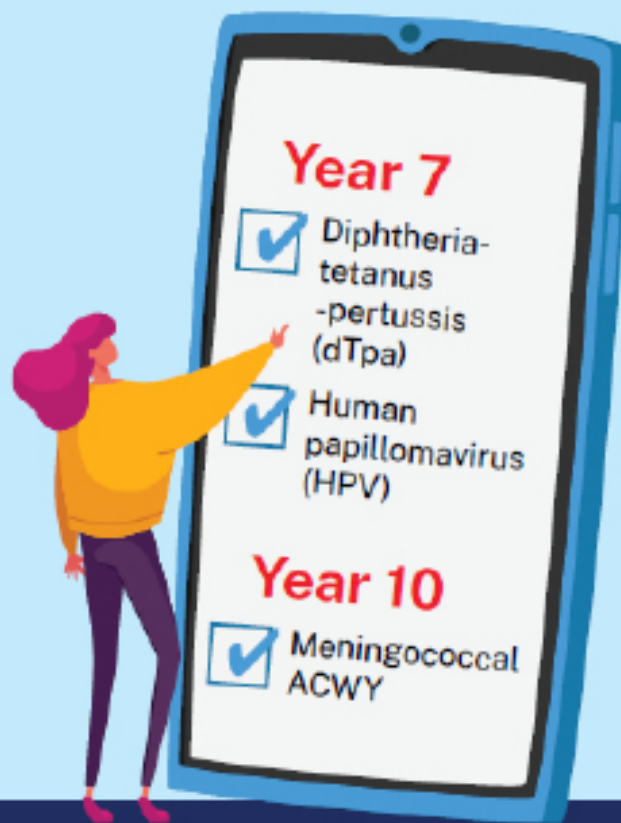 Year 7
Diphtheria-
tetanus
-pertussis
(dTpa)
Human
papillomavirus
(HPV)
Year 10
Meningococcal
ACWY